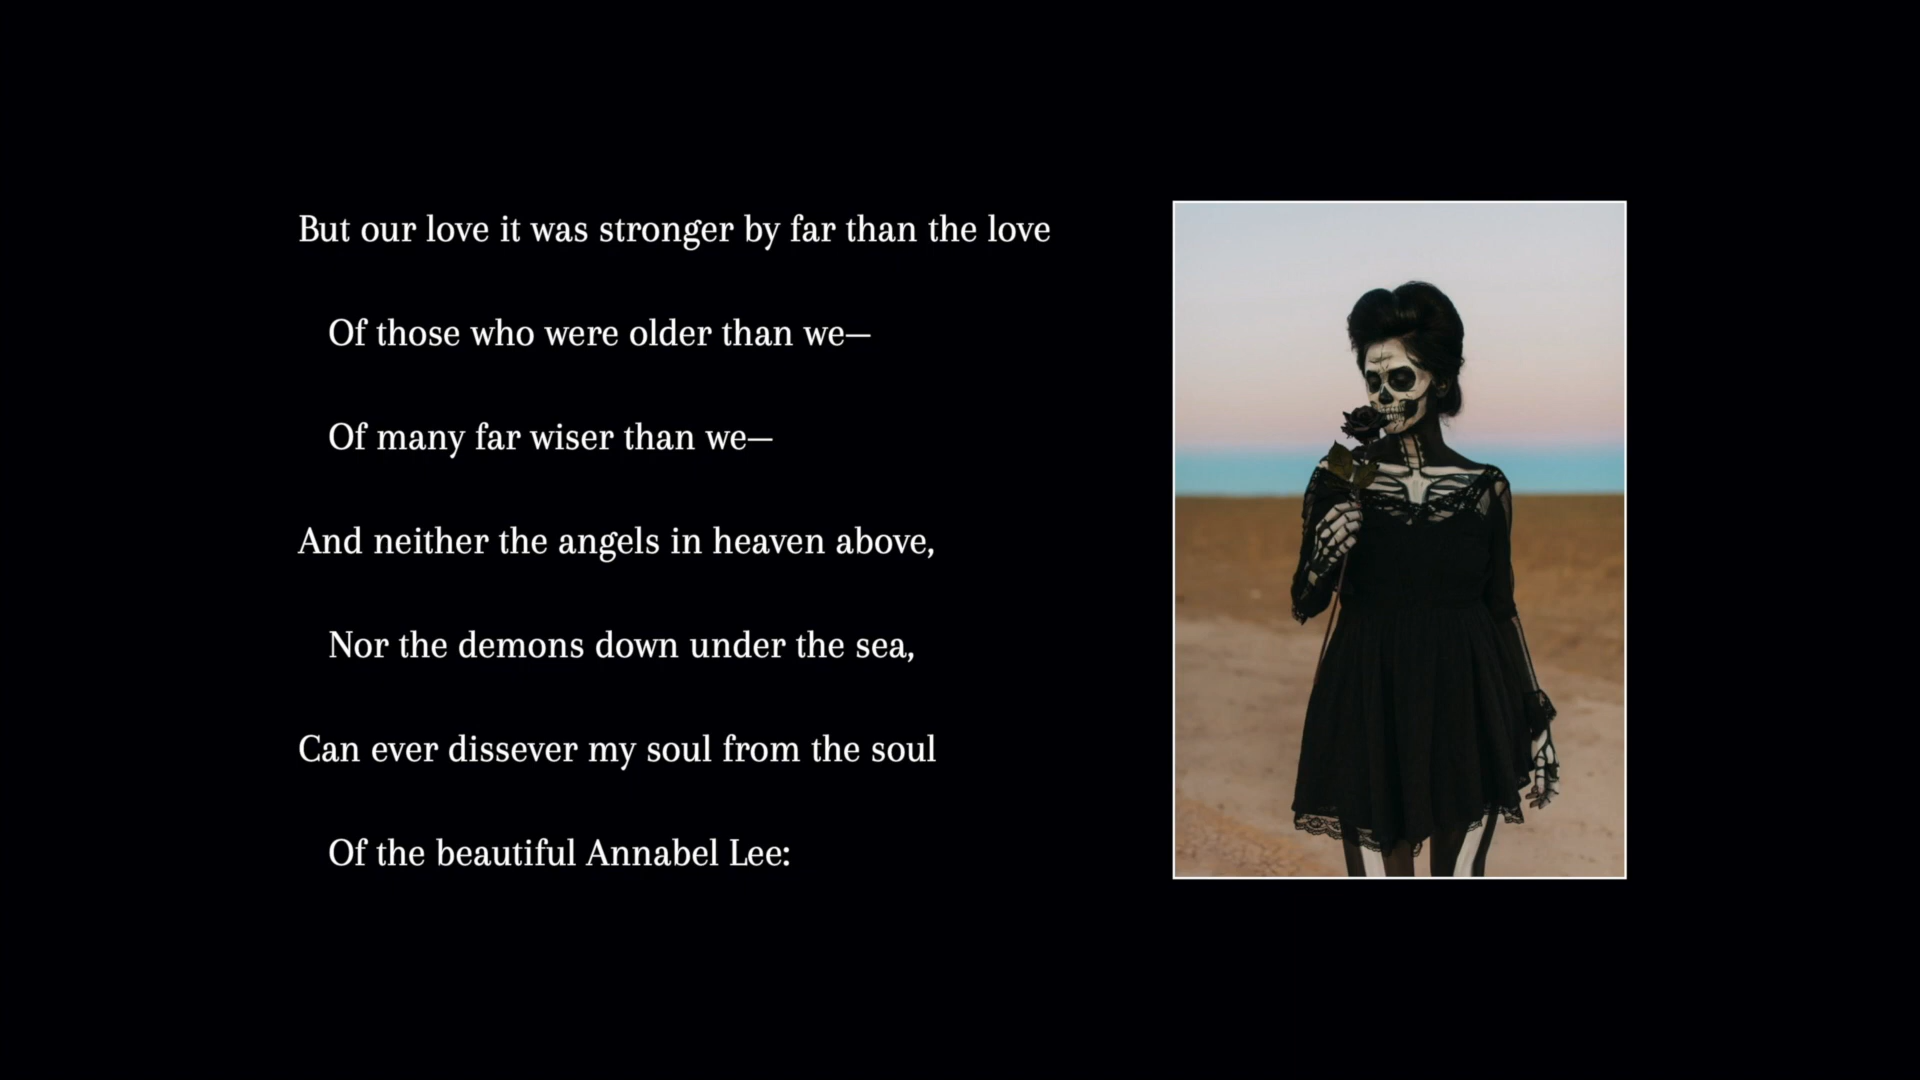 But our love it was stronger by far than the love
Of those who were older than we—
Of many far wiser than we—
And neither the angels in heaven above,
Nor the demons down under the sea,
Can ever dissever my soul from the soul
Of the beautiful Annabel Lee: